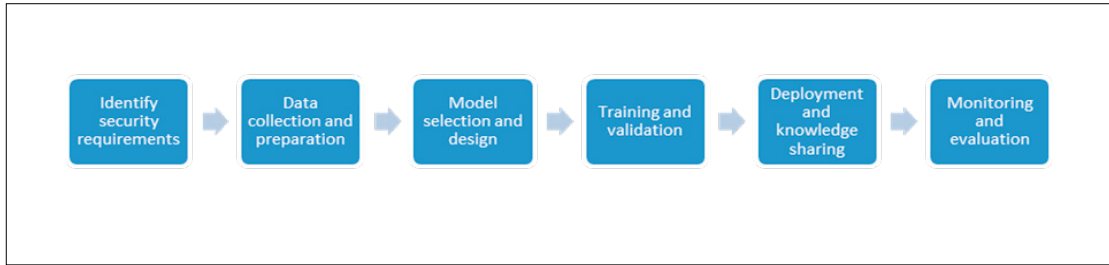 Identify
security
requirements
Data
collection and
preparation
Model
selection and
design
Training and
validation
Deployment
and
knowledge
sharing
Monitoring
and
evaluation